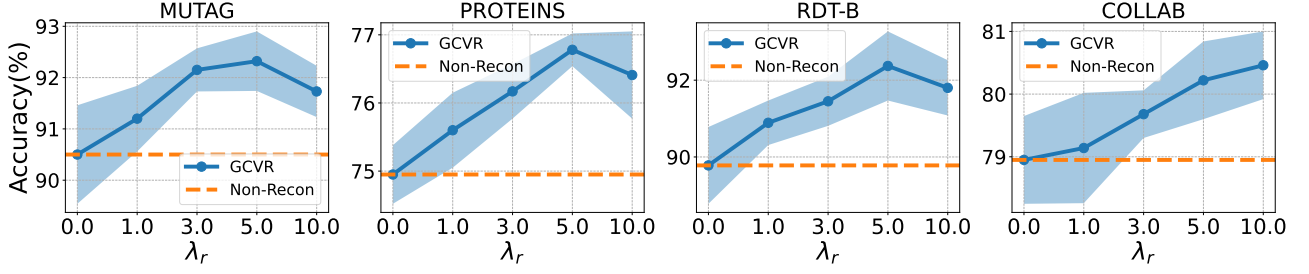 MUTAG
PROTEINS
RDT-B
COLLAB
Accuracy(%)
93
92
91
90
GCVR
Non-Recon
0.0 1.0 3.0 5.0 10.0
λr
77
76
75
GCVR
Non-Recon
0.0 1.0 3.0 5.0 10.0
λr
92
90
GCVR
Non-Recon
0.0 1.0 3.0 5.0 10.0
λr
81
80
79
GCVR
Non-Recon
0.0 1.0 3.0 5.0 10.0
λr